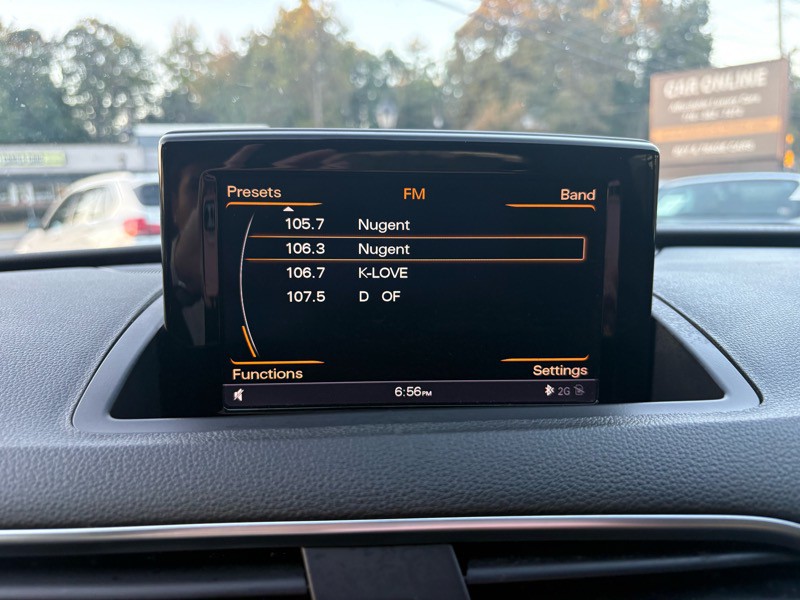 CAR ONLINE
Presets
FM
Band
105.7 Nugent
106.3 Nugent
106.7 K-LOVE
107.5 D OF
Functions
Settings
6:56PM
2G